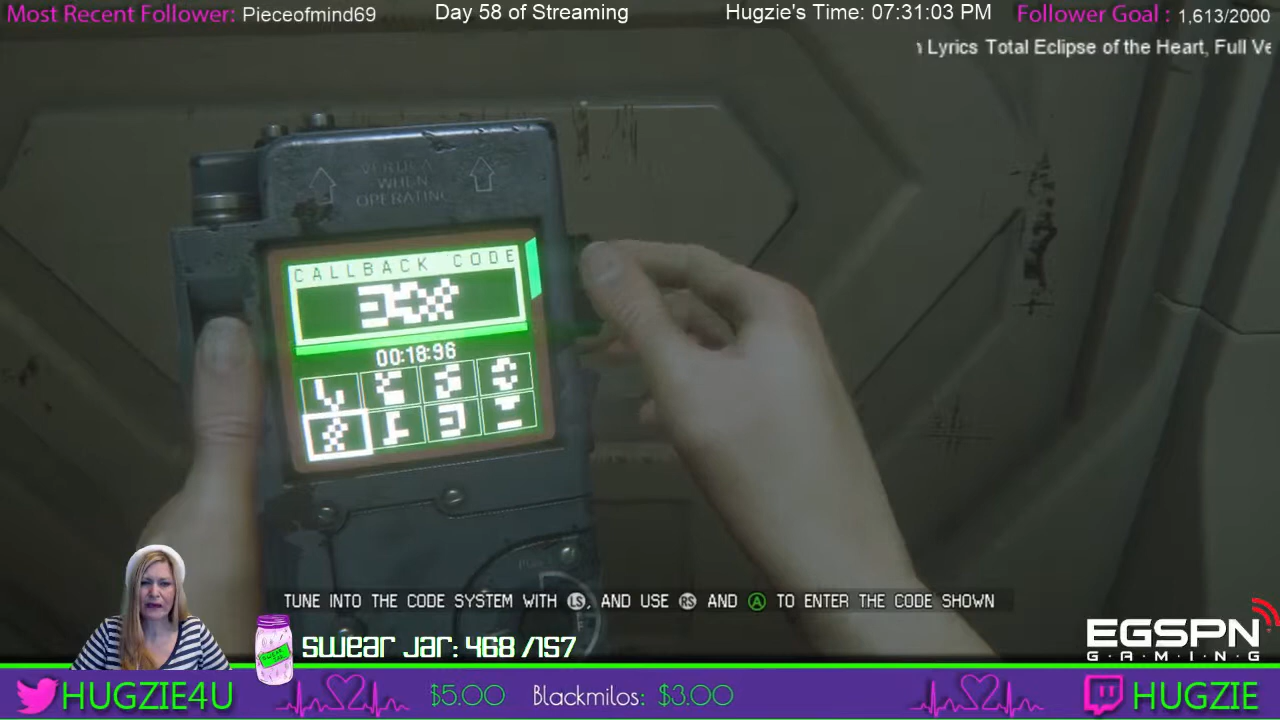 Most Recent Follower: Pieceofmind69
Day 58 of Streaming
Hugzie's Time: 07:31:03 PM
Follower Goal : 1,613/2000
Lyrics Total Eclipse of the Heart, Full Ve
VERTICAL
WHEN
OPERATING
CALLBACK CODE
00:18:96
TUNE INTO THE CODE SYSTEM WITH LS, AND USE RS AND A TO ENTER THE CODE SHOWN
Swear Jar: 468 /157
EGSPN
G·A·M·I·N·G
HUGZIE4U
$5.00
Blackmilos: $3.00
HUGZIE